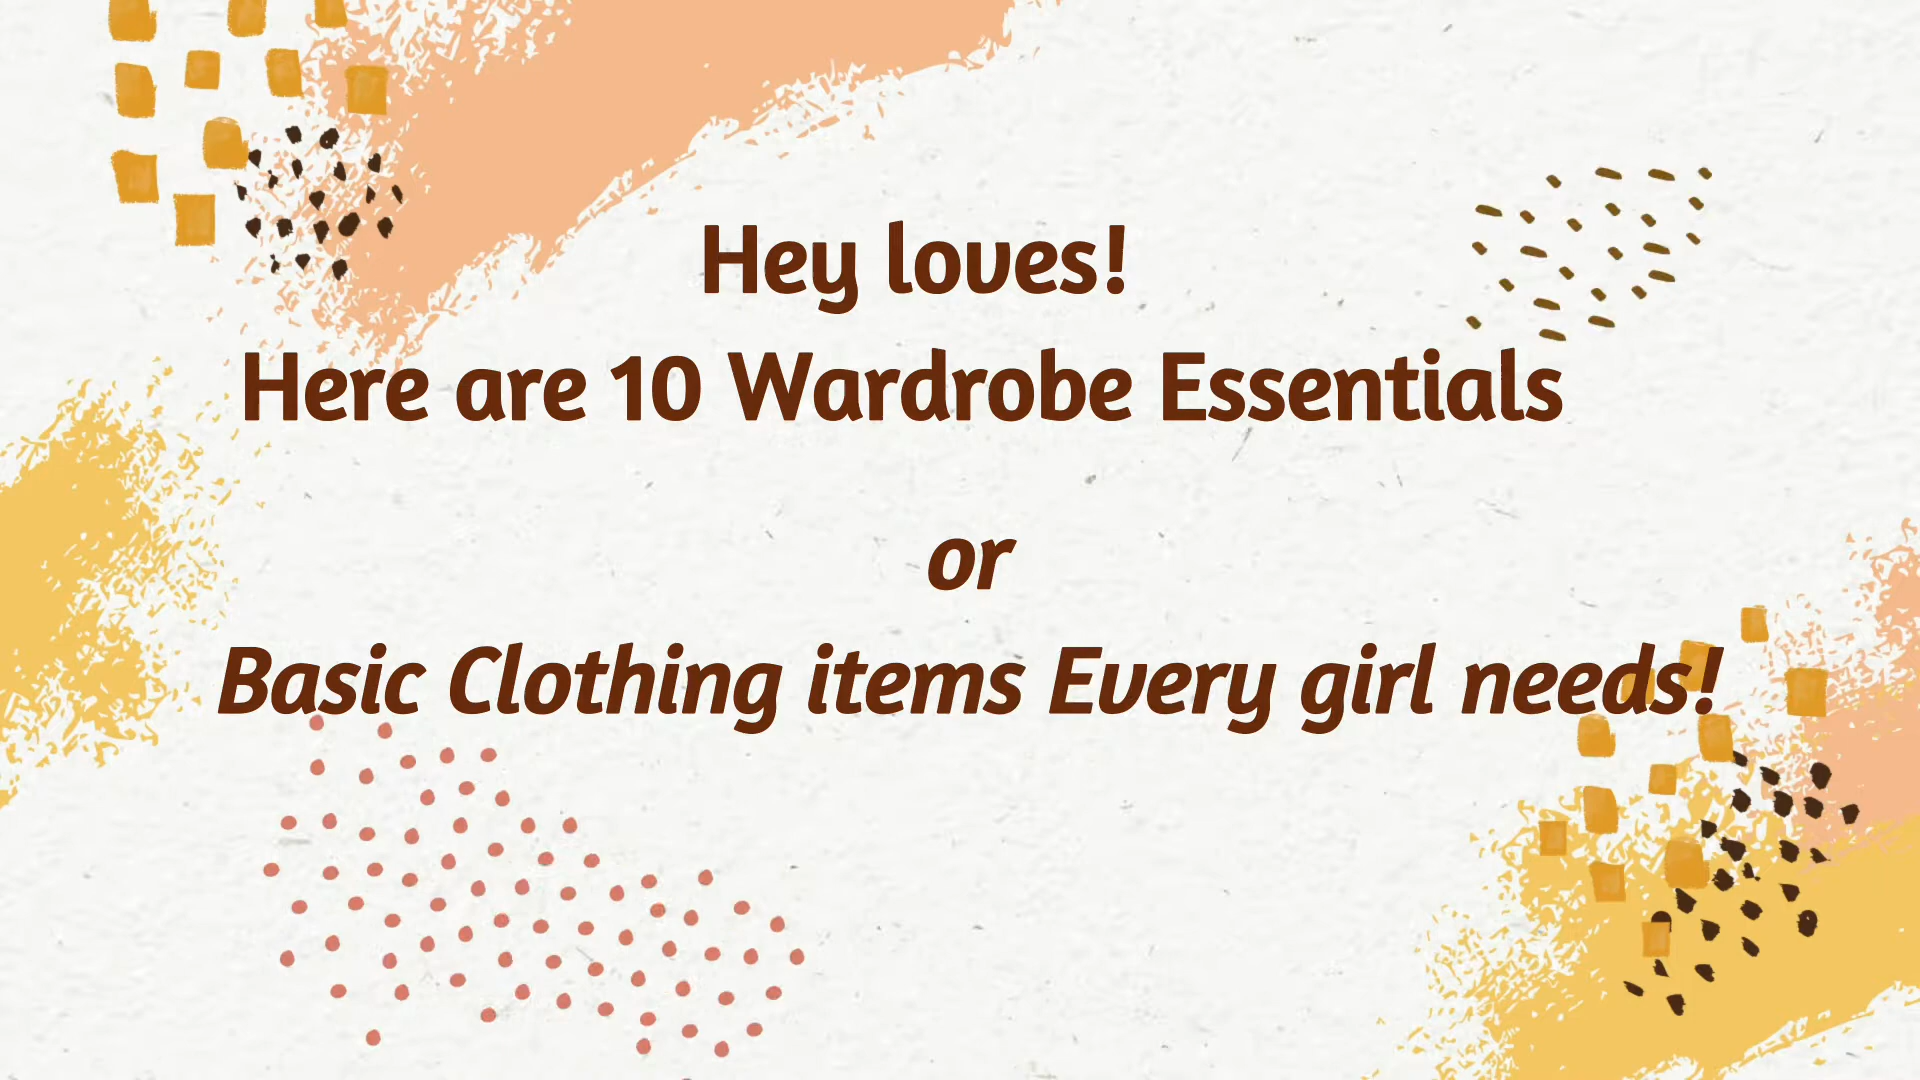 Hey loves!
Here are 10 Wardrobe Essentials
or
Basic Clothing items Every girl needs!